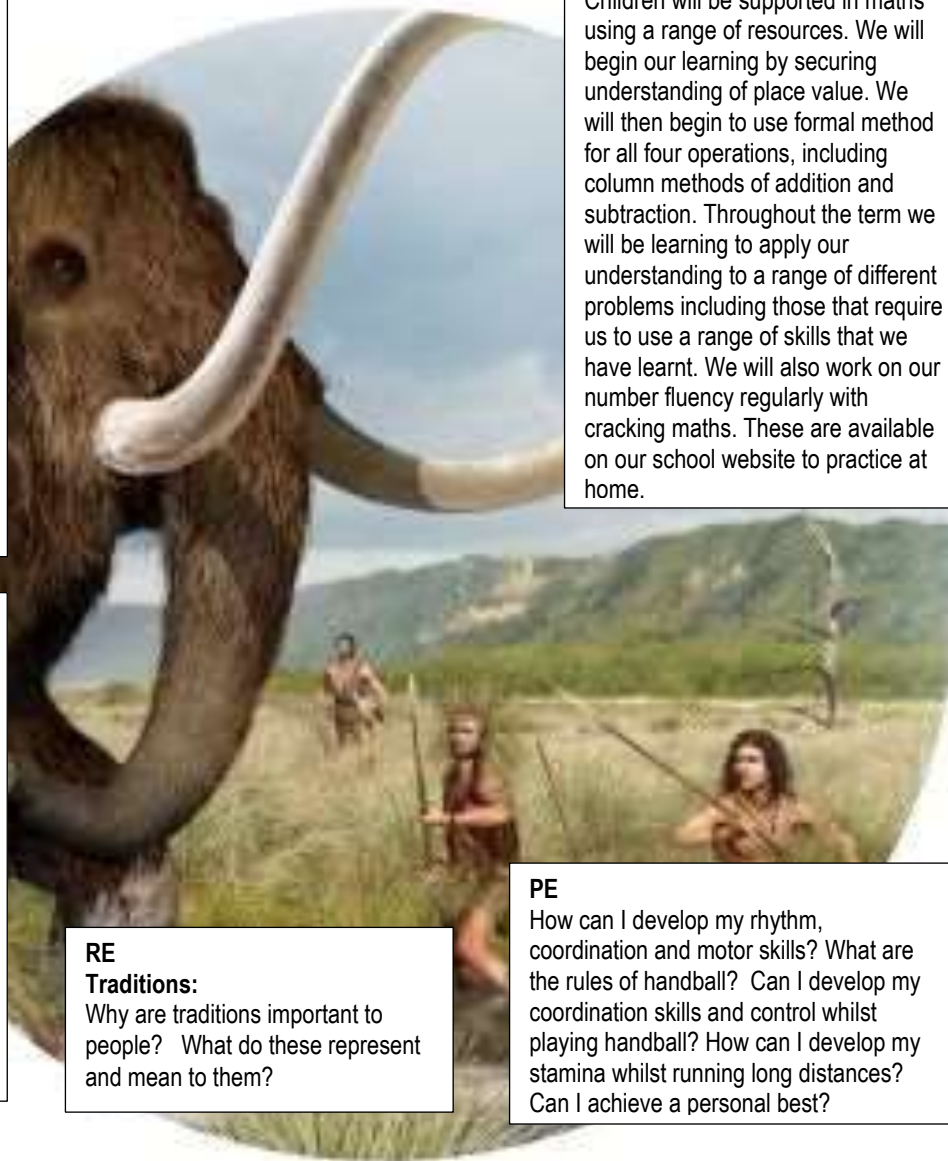 Children will be supported in maths
using a range of resources. We will
begin our learning by securing
understanding of place value. We
will then begin to use formal method
for all four operations, including
column methods of addition and
subtraction. Throughout the term we
will be learning to apply our
understanding to a range of different
problems including those that require
us to use a range of skills that we
have learnt. We will also work on our
number fluency regularly with
cracking maths. These are available
on our school website to practice at
home.
RE
Traditions:
Why are traditions important to
people? What do these represent
and mean to them?
PE
How can I develop my rhythm,
coordination and motor skills? What are
the rules of handball? Can I develop my
coordination skills and control whilst
playing handball? How can I develop my
stamina whilst running long distances?
Can I achieve a personal best?